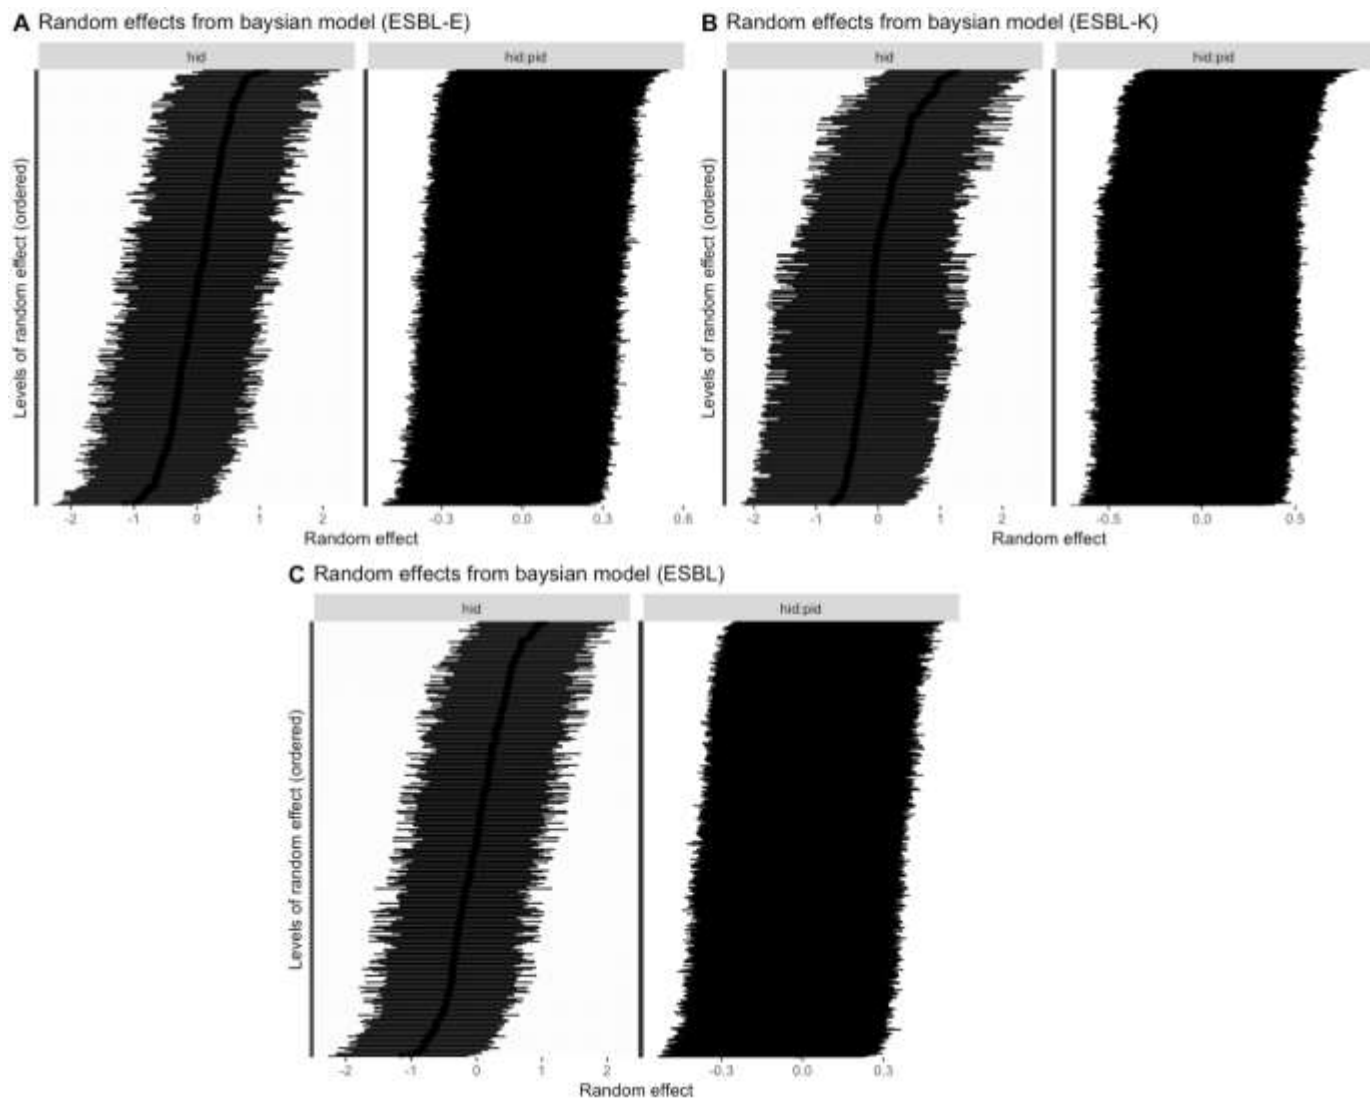 A Random effects from baysian model (ESBL-E)
hid
hid:pid
Levels of random effect (ordered)
-2 -1 0 1 2
-0.3 0.0 0.3 0.6
Random effect
B Random effects from baysian model (ESBL-K)
hid
hid:pid
Levels of random effect (ordered)
-2 -1 0 1 2
-0.5 0.0 0.5
Random effect
C Random effects from baysian model (ESBL)
hid
hid:pid
Levels of random effect (ordered)
-2 -1 0 1 2
-0.3 0.0 0.3
Random effect